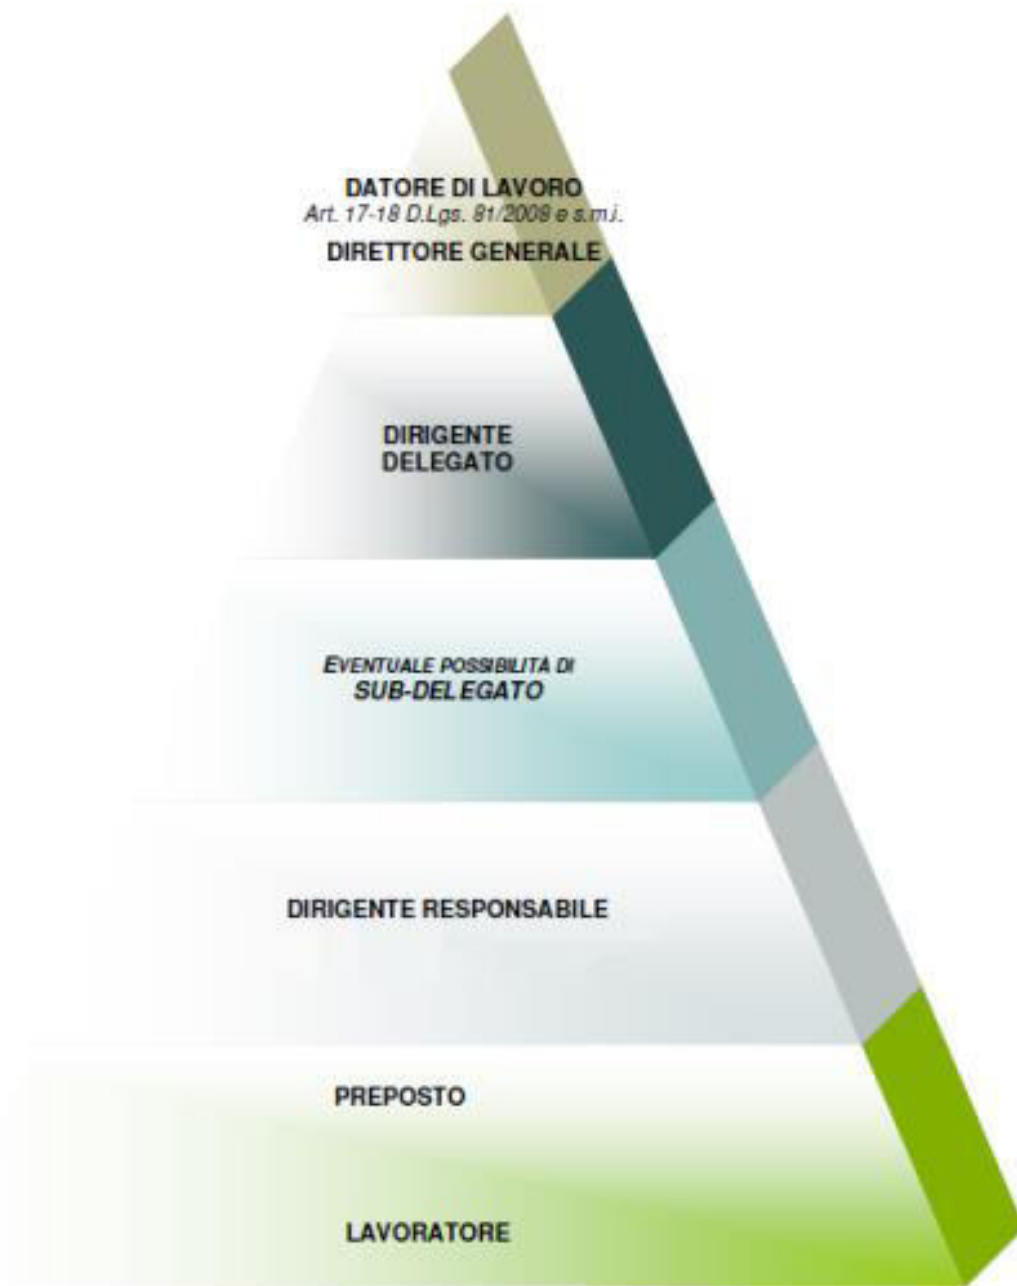 DATORE DI LAVORO
Art. 17-18 D.Lgs. 81/2008 e s.m.i.
DIRETTORE GENERALE
DIRIGENTE
DELEGATO
EVENTUALE POSSIBILITÀ DI
SUB-DELEGATO
DIRIGENTE RESPONSABILE
PREPOSTO
LAVORATORE